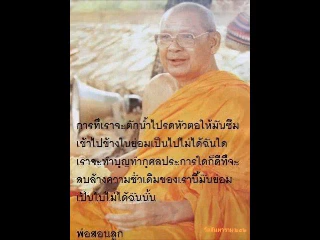 การที่เราจะตักน้ำไปรดหัวตอให้มันซึม
เข้าไปข้างในย่อมเป็นไปไม่ได้ฉันใด
เราจะทำบุญทำกุศลประการใดก็ดีที่จะ
ลบล้างความชั่วเดิมของเรานี้มันย่อม
เป็นไปไม่ได้ฉันนั้น
พ่อสอนลูก